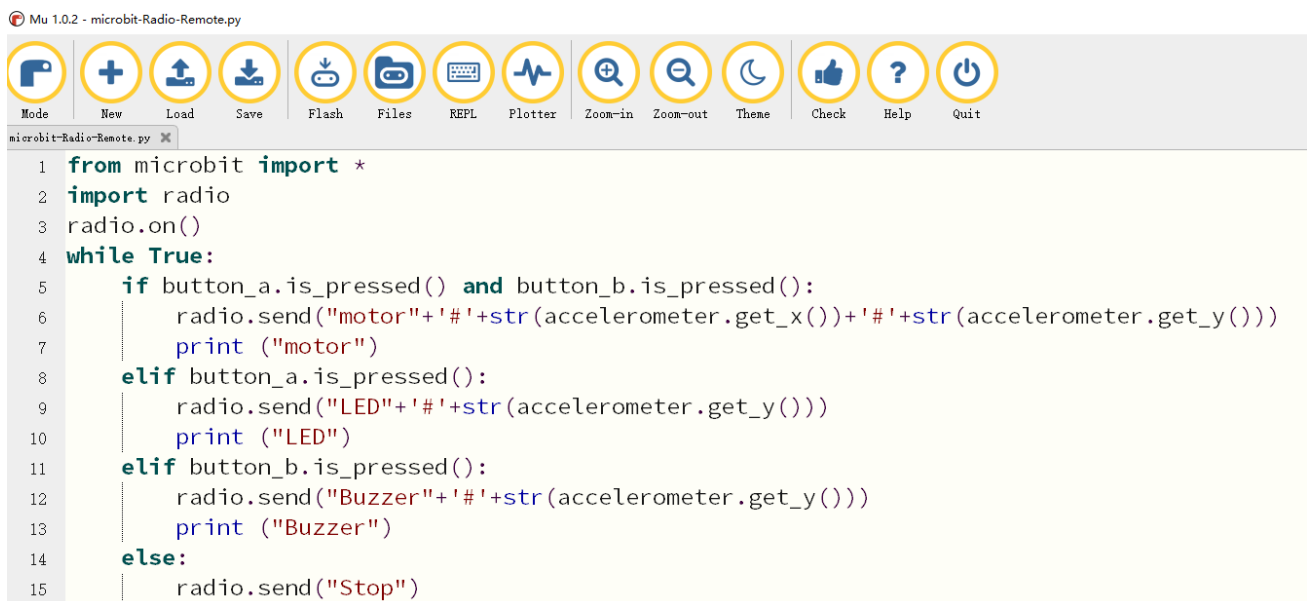 Mu 1.0.2 - microbit-Radio-Remote.py
Mode New Load Save Flash Files REPL Plotter Zoom-in Zoom-out Theme Check Help Quit
microbit-Radio-Remote.py
1 from microbit import *
2 import radio
3 radio.on()
4 while True:
5     if button_a.is_pressed() and button_b.is_pressed():
6         radio.send("motor"+'#'+str(accelerometer.get_x())+'#'+str(accelerometer.get_y()))
7         print ("motor")
8     elif button_a.is_pressed():
9         radio.send("LED"+'#'+str(accelerometer.get_y()))
10         print ("LED")
11     elif button_b.is_pressed():
12         radio.send("Buzzer"+'#'+str(accelerometer.get_y()))
13         print ("Buzzer")
14     else:
15         radio.send("Stop")